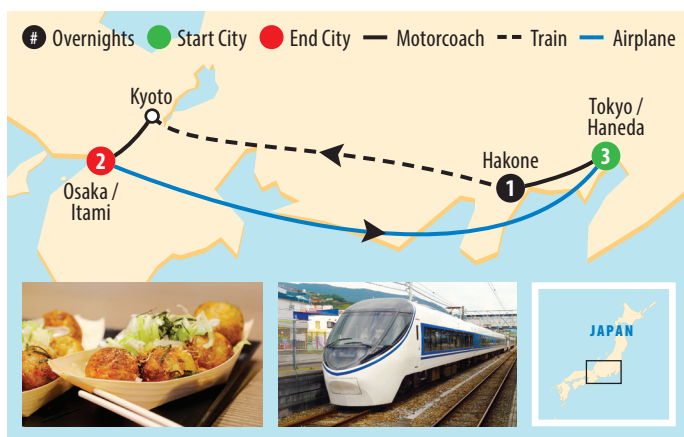 # Overnights Start City End City Motorcoach Train Airplane
Kyoto
Tokyo /
Haneda
Hakone
1
3
2
Osaka /
Itami
JAPAN